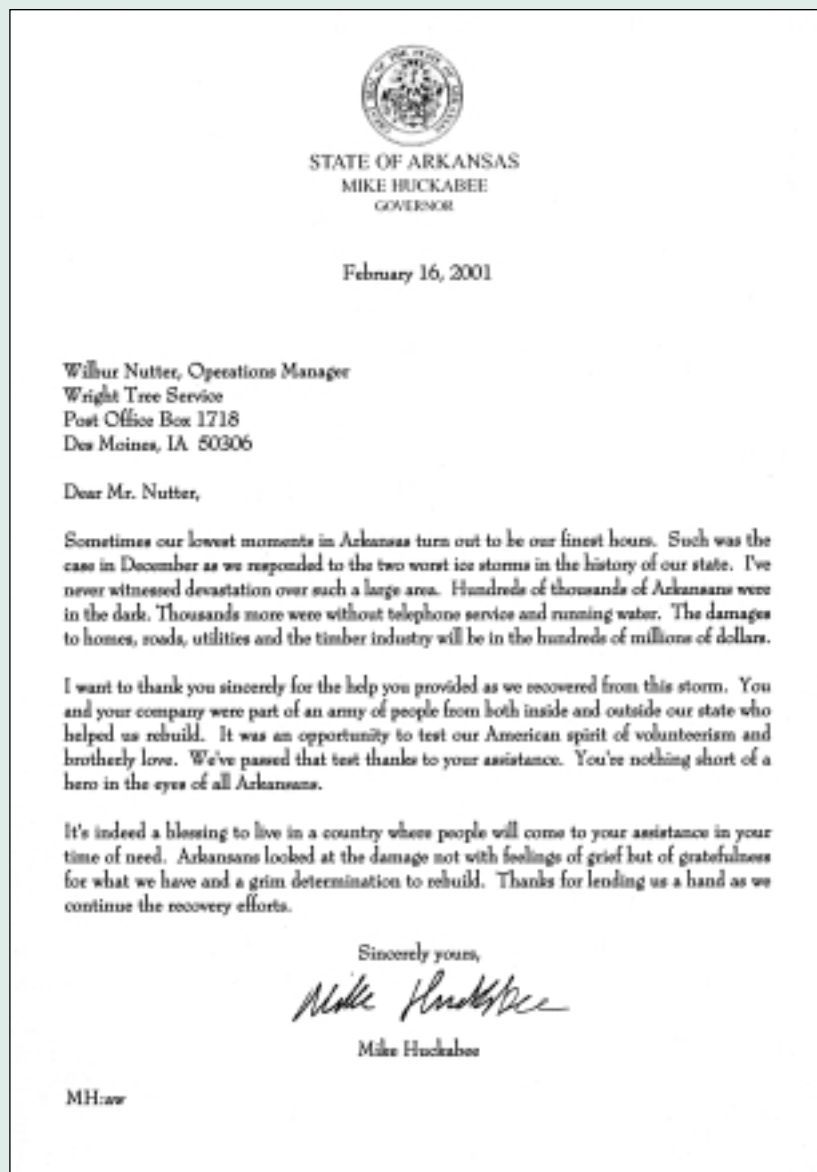 STATE OF ARKANSAS
MIKE HUCKABEE
GOVERNOR
February 16, 2001
Wilbur Nutter, Operations Manager
Wright Tree Service
Post Office Box 1718
Des Moines, IA 50306
Dear Mr. Nutter,
Sometimes our lowest moments in Arkansas turn out to be our finest hours. Such was the
case in December as we responded to the two worst ice storms in the history of our state. I've
never witnessed devastation over such a large area. Hundreds of thousands of Arkansans were
in the dark. Thousands more were without telephone service and running water. The damages
to homes, roads, utilities and the timber industry will be in the hundreds of millions of dollars.
I want to thank you sincerely for the help you provided as we recovered from this storm. You
and your company were part of an army of people from both inside and outside our state who
helped us rebuild. It was an opportunity to test our American spirit of volunteerism and
brotherly love. We've passed that test thanks to your assistance. You're nothing short of a
hero in the eyes of all Arkansans.
It's indeed a blessing to live in a country where people will come to your assistance in your
time of need. Arkansans looked at the damage not with feelings of grief but of gratefulness
for what we have and a grim determination to rebuild. Thanks for lending us a hand as we
continue the recovery efforts.
Sincerely yours,
Mike Huckabee
Mike Huckabee
MH:aw